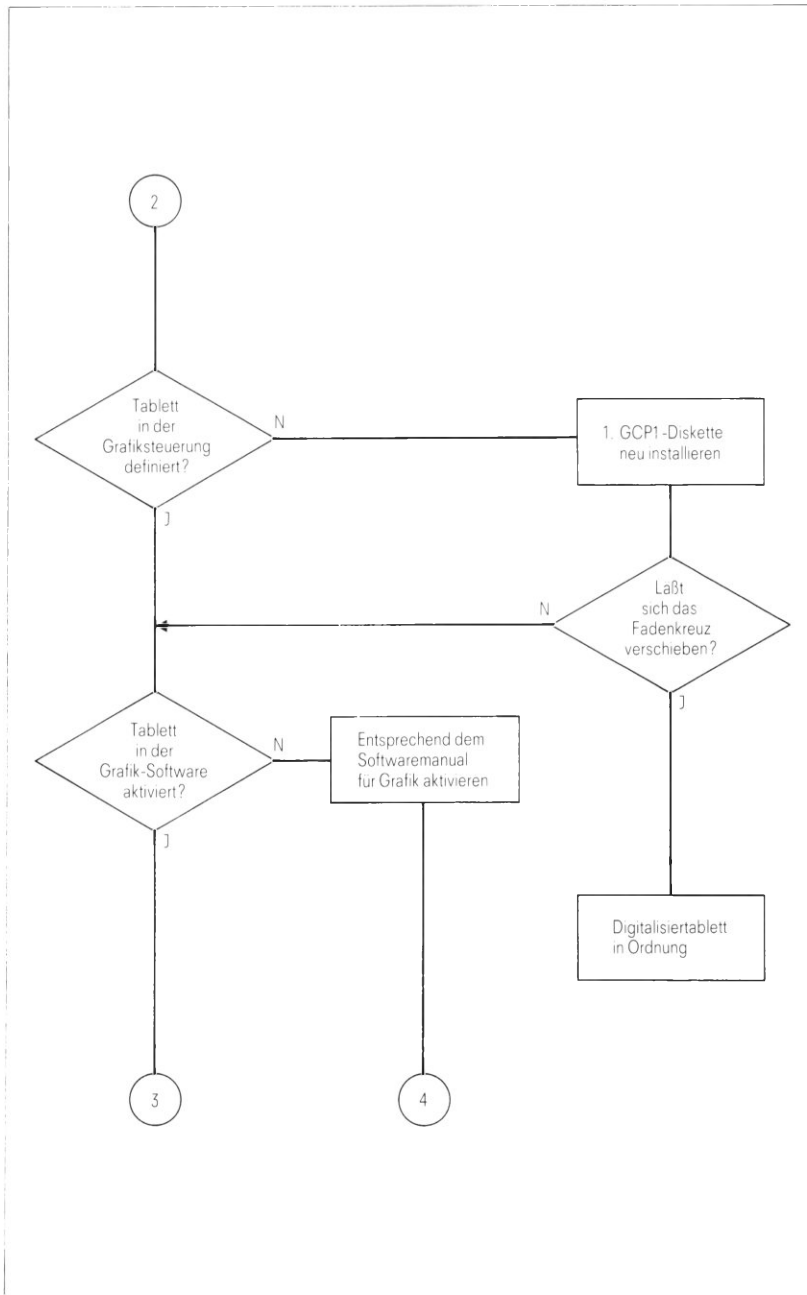 2
Tablett
in der
Grafiksteuerung
definiert?
N
J
1. GCP1-Diskette
neu installieren
Läßt
sich das
Fadenkreuz
verschieben?
N
J
Tablett
in der
Grafik-Software
aktiviert?
N
J
Entsprechend dem
Softwaremanual
für Grafik aktivieren
Digitalisiertablett
in Ordnung
3
4